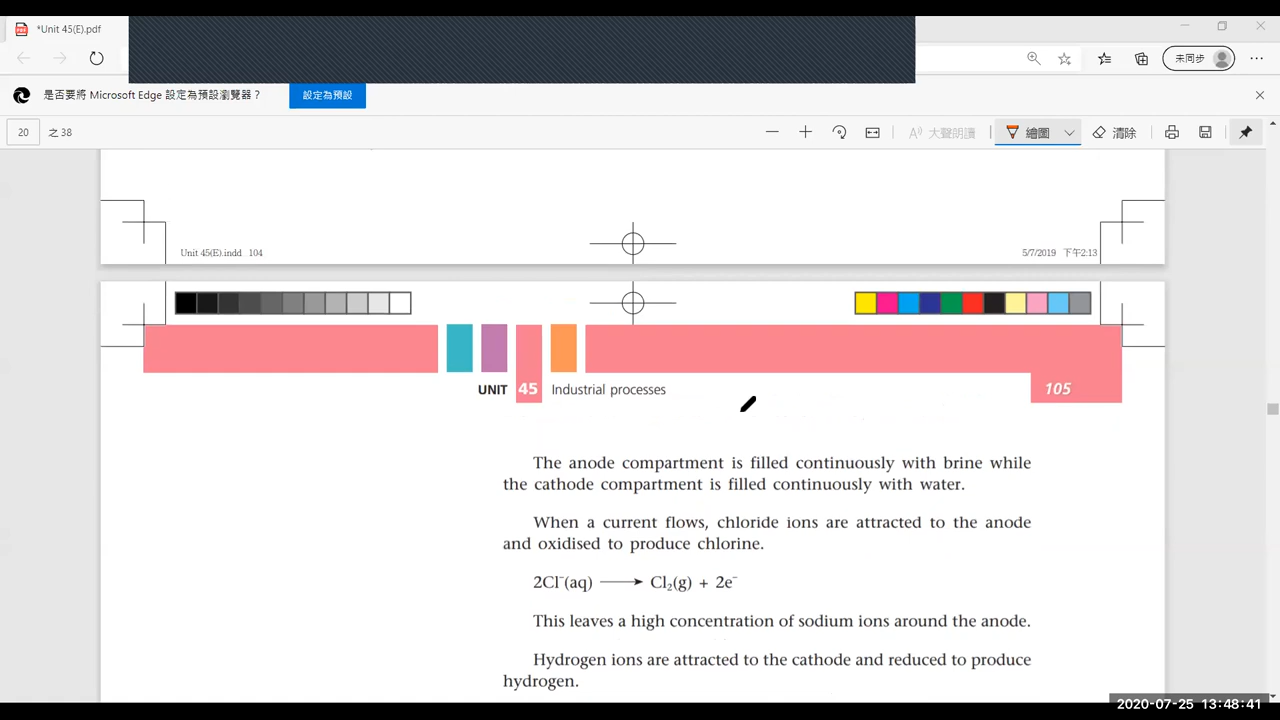 *Unit 45(E).pdf
未同步
是否要將 Microsoft Edge 設定為預設瀏覽器？
設定為預設
20 之 38
大聲朗讀
繪圖
清除
Unit 45(E).indd 104
5/7/2019 下午2:13
UNIT 45 Industrial processes
105
The anode compartment is filled continuously with brine while
the cathode compartment is filled continuously with water.
When a current flows, chloride ions are attracted to the anode
and oxidised to produce chlorine.
2Cl⁻(aq) ⟶ Cl₂(g) + 2e⁻
This leaves a high concentration of sodium ions around the anode.
Hydrogen ions are attracted to the cathode and reduced to produce
hydrogen.
2020-07-25 13:48:41